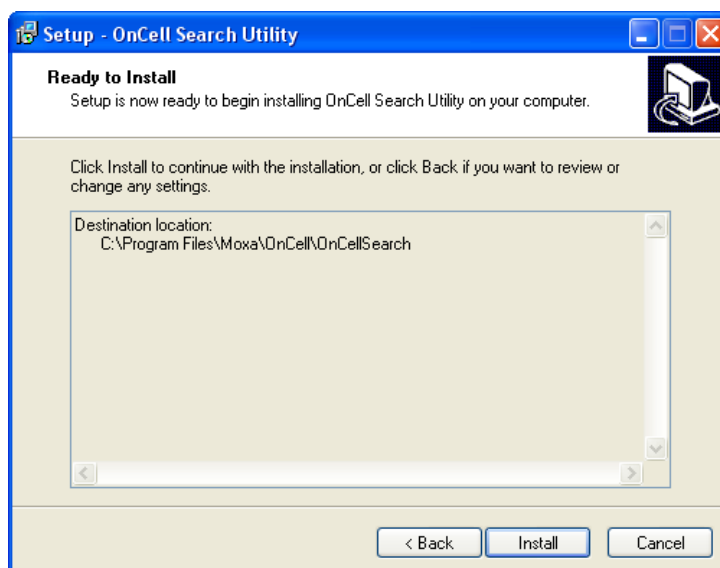 Setup - OnCell Search Utility
Ready to Install
Setup is now ready to begin installing OnCell Search Utility on your computer.
Click Install to continue with the installation, or click Back if you want to review or
change any settings.
Destination location:
C:\Program Files\Moxa\OnCell\OnCellSearch
< Back
Install
Cancel